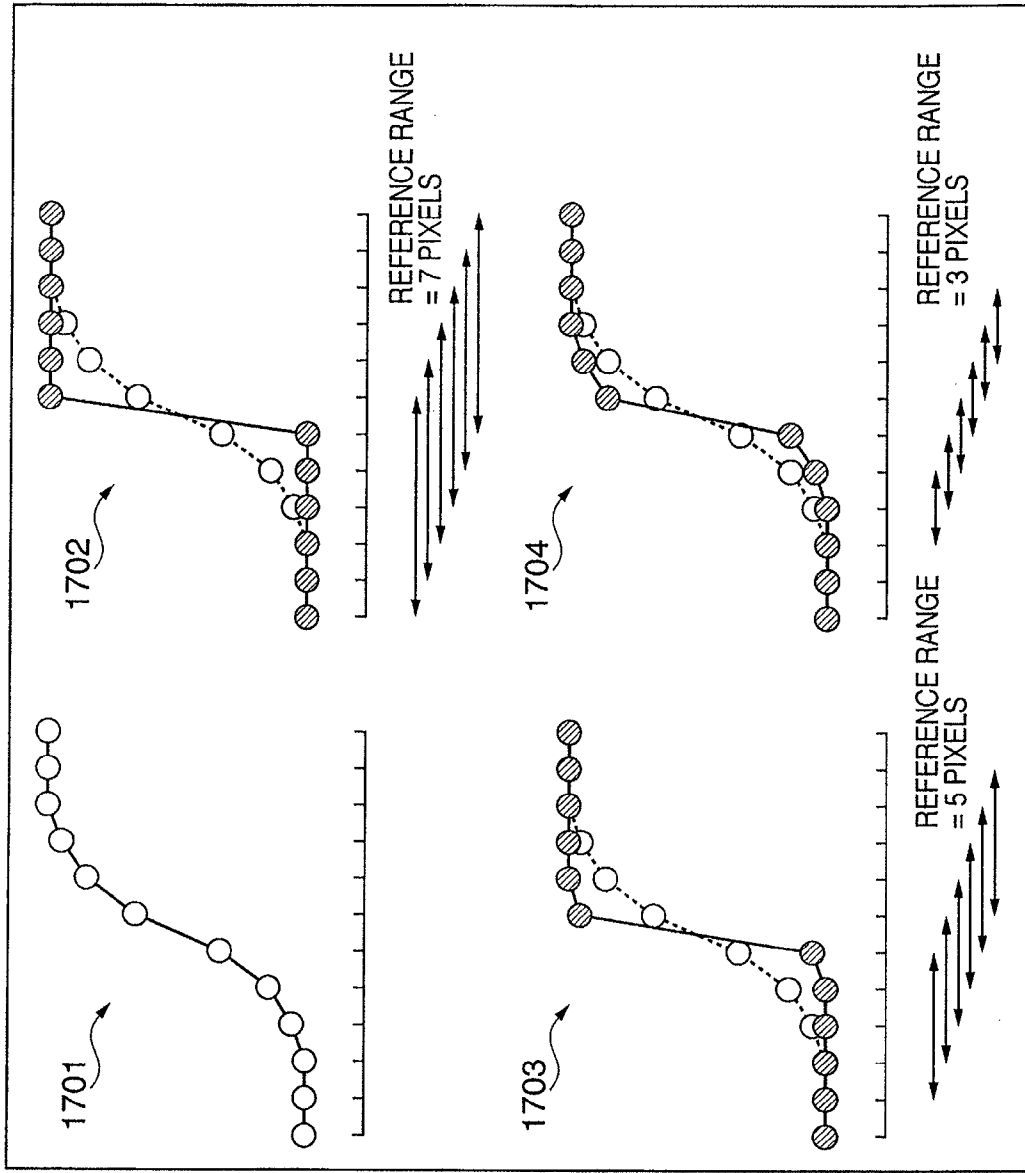 1701
1702
REFERENCE RANGE
= 7 PIXELS
1703
REFERENCE RANGE
= 5 PIXELS
1704
REFERENCE RANGE
= 3 PIXELS